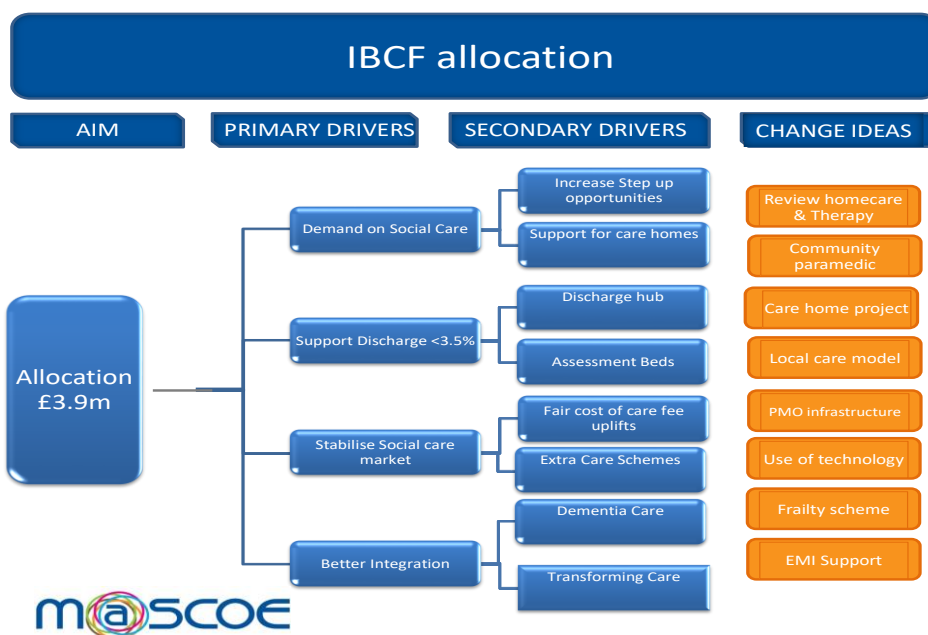 IBCF allocation
AIM
PRIMARY DRIVERS
SECONDARY DRIVERS
CHANGE IDEAS
Allocation
£3.9m
Demand on Social Care
Support Discharge <3.5%
Stabilise Social care
market
Better Integration
Increase Step up
opportunities
Support for care homes
Discharge hub
Assessment Beds
Fair cost of care fee
uplifts
Extra Care Schemes
Dementia Care
Transforming Care
Review homecare
& Therapy
Community
paramedic
Care home project
Local care model
PMO infrastructure
Use of technology
Frailty scheme
EMI Support
m@scoe